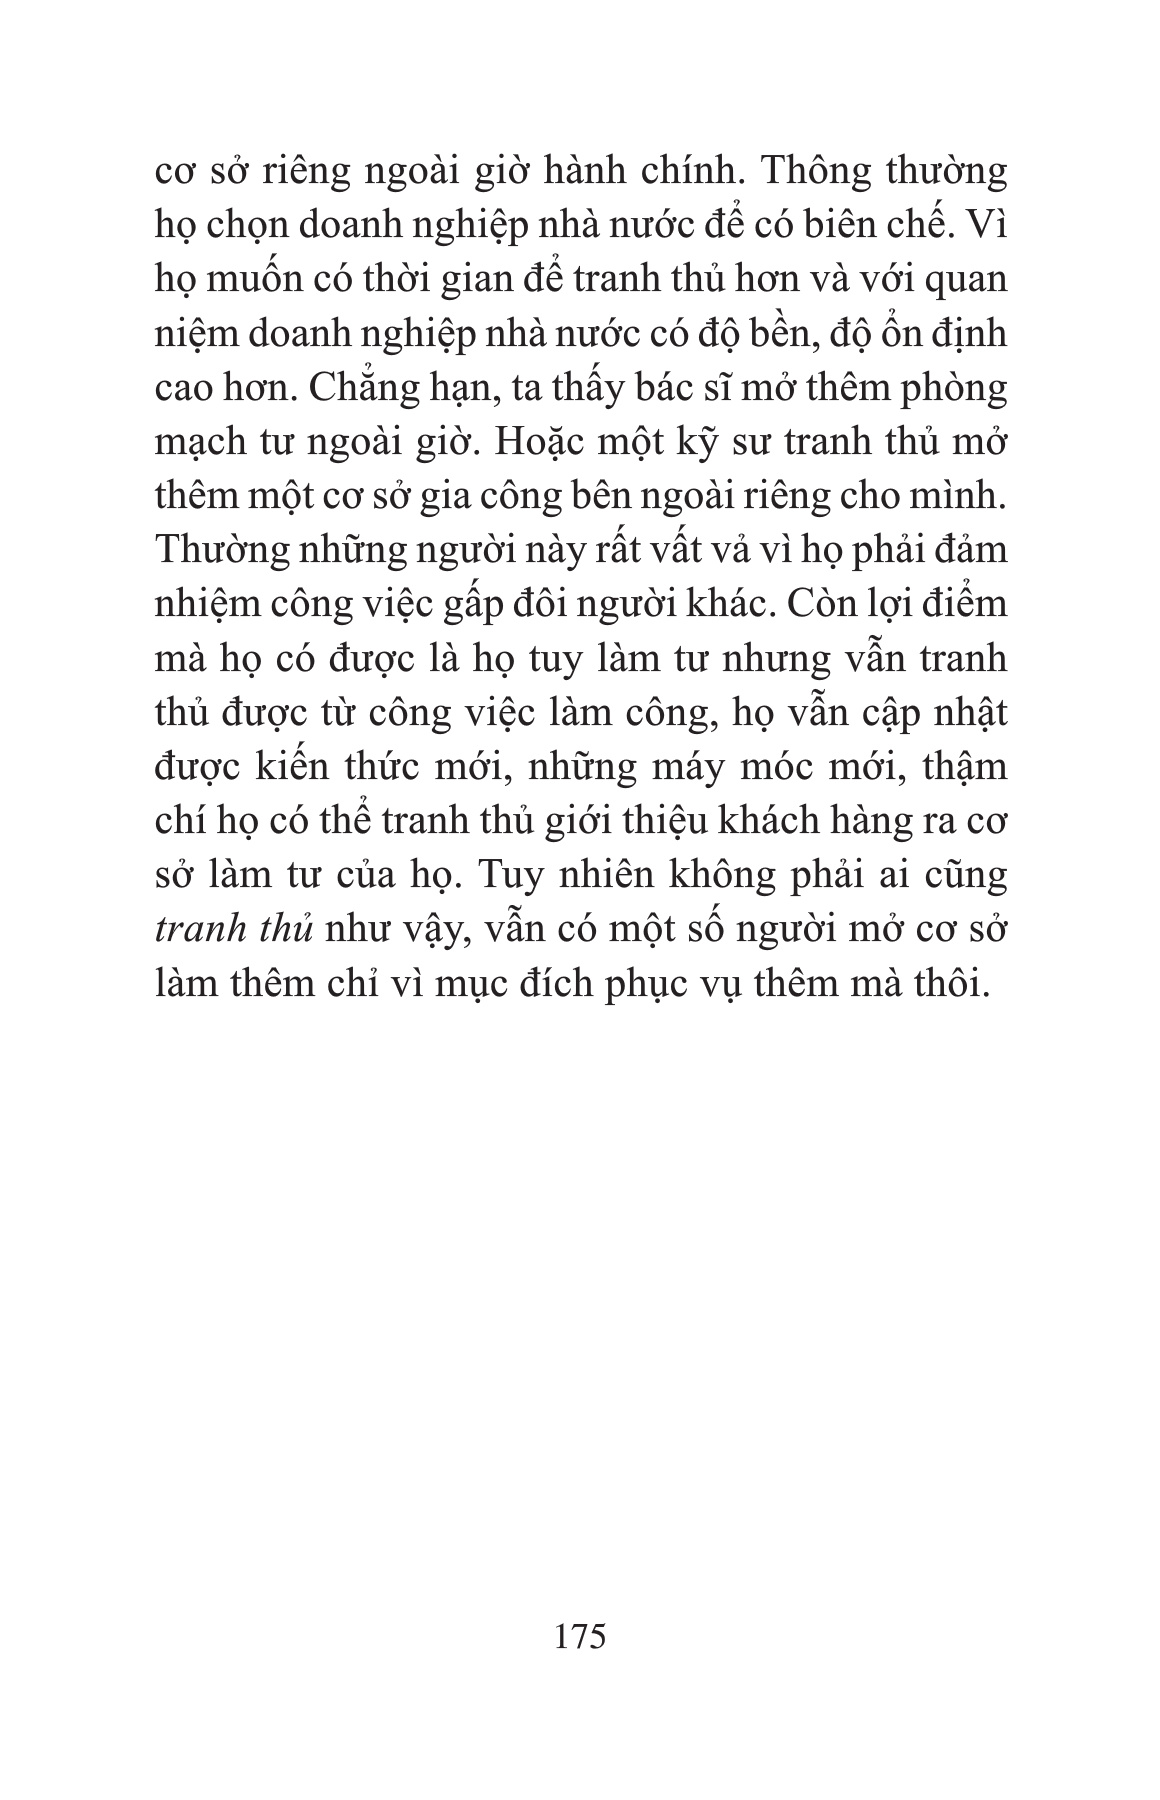 cơ sở riêng ngoài giờ hành chính. Thông thường
họ chọn doanh nghiệp nhà nước để có biên chế. Vì
họ muốn có thời gian để tranh thủ hơn và với quan
niệm doanh nghiệp nhà nước có độ bền, độ ổn định
cao hơn. Chẳng hạn, ta thấy bác sĩ mở thêm phòng
mạch tư ngoài giờ. Hoặc một kỹ sư tranh thủ mở
thêm một cơ sở gia công bên ngoài riêng cho mình.
Thường những người này rất vất vả vì họ phải đảm
nhiệm công việc gấp đôi người khác. Còn lợi điểm
mà họ có được là họ tuy làm tư nhưng vẫn tranh
thủ được từ công việc làm công, họ vẫn cập nhật
được kiến thức mới, những máy móc mới, thậm
chí họ có thể tranh thủ giới thiệu khách hàng ra cơ
sở làm tư của họ. Tuy nhiên không phải ai cũng
tranh thủ như vậy, vẫn có một số người mở cơ sở
làm thêm chỉ vì mục đích phục vụ thêm mà thôi.
175